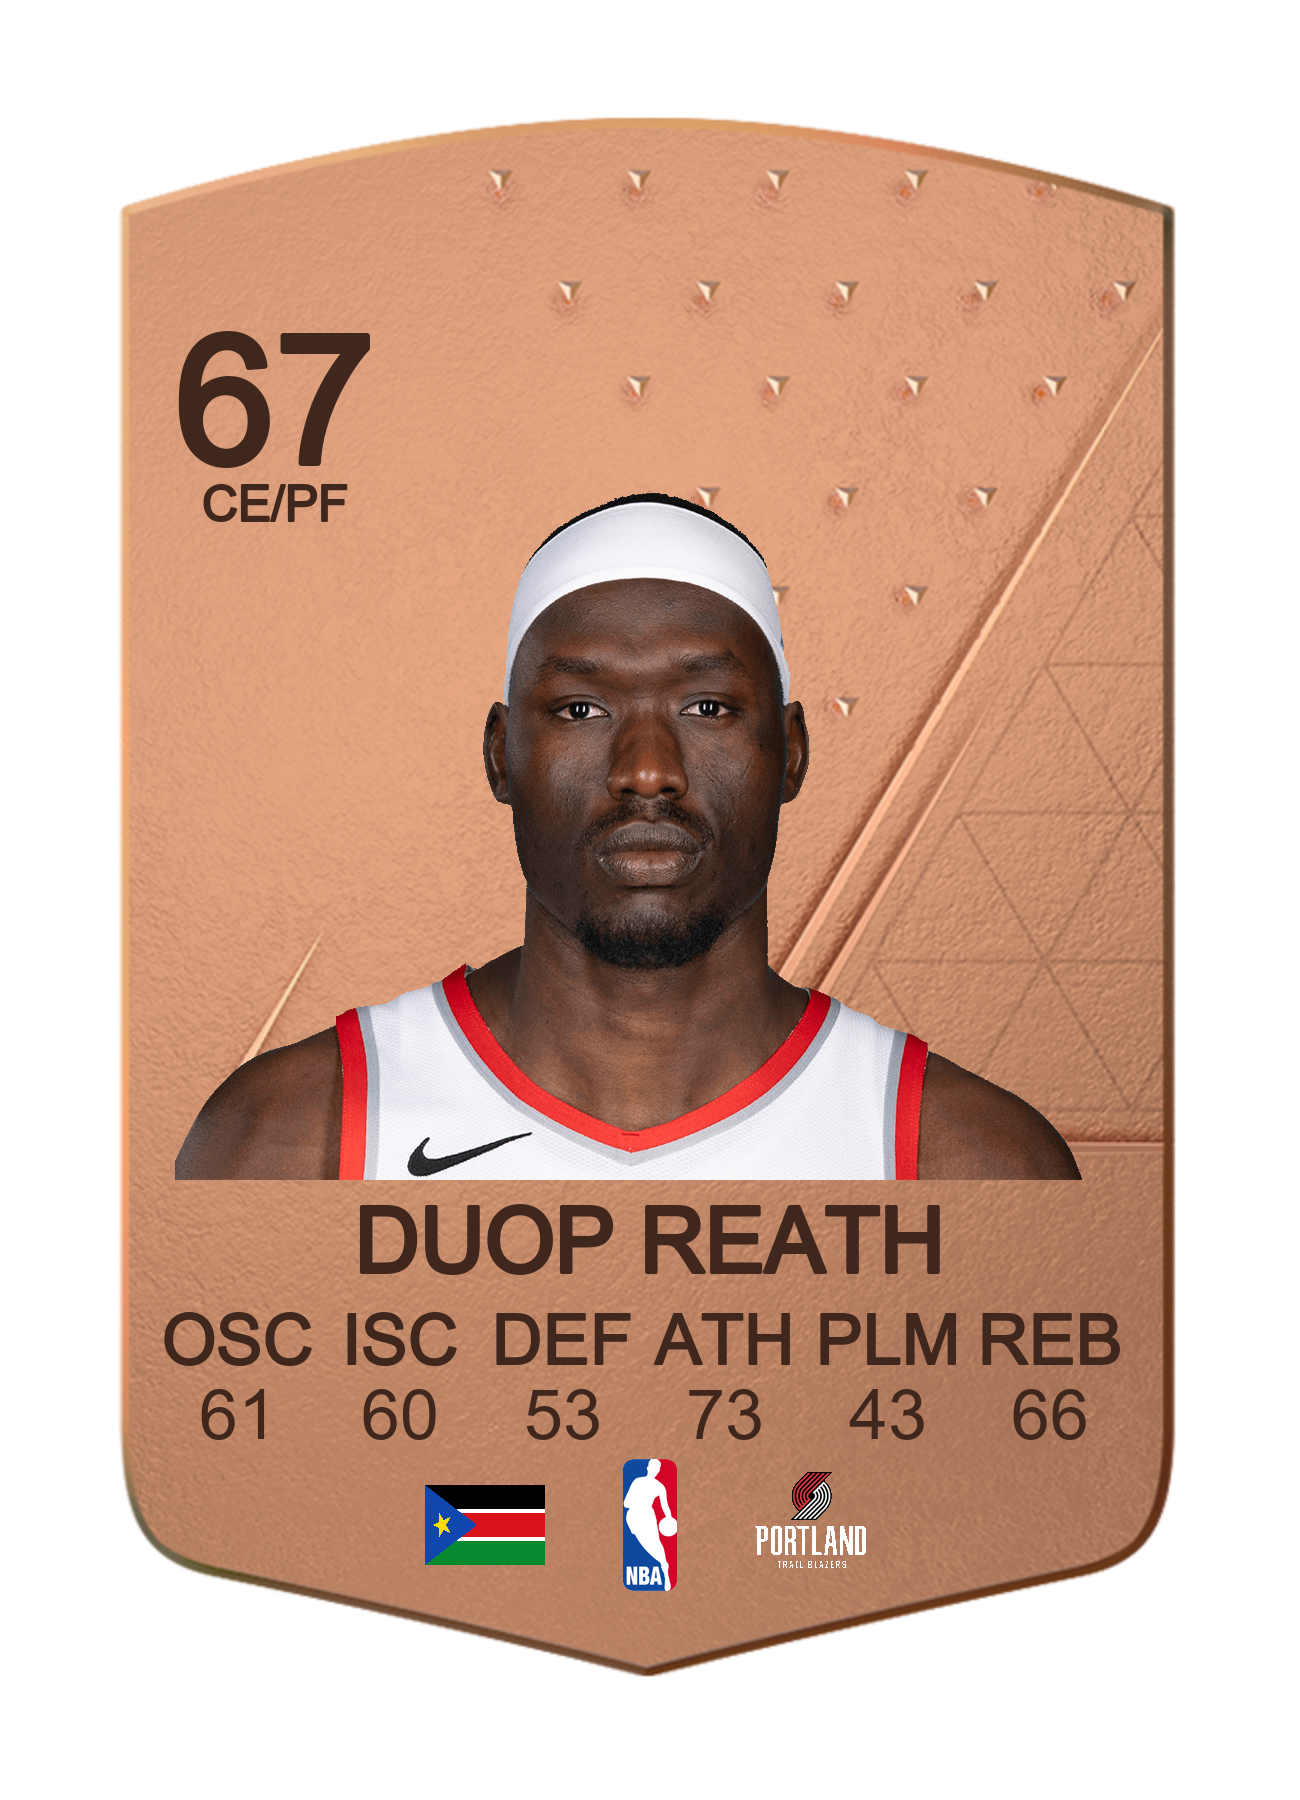 67
CE/PF
DUOP REATH
OSC ISC DEF ATH PLM REB
61 60 53 73 43 66
NBA
PORTLAND
TRAIL BLAZERS